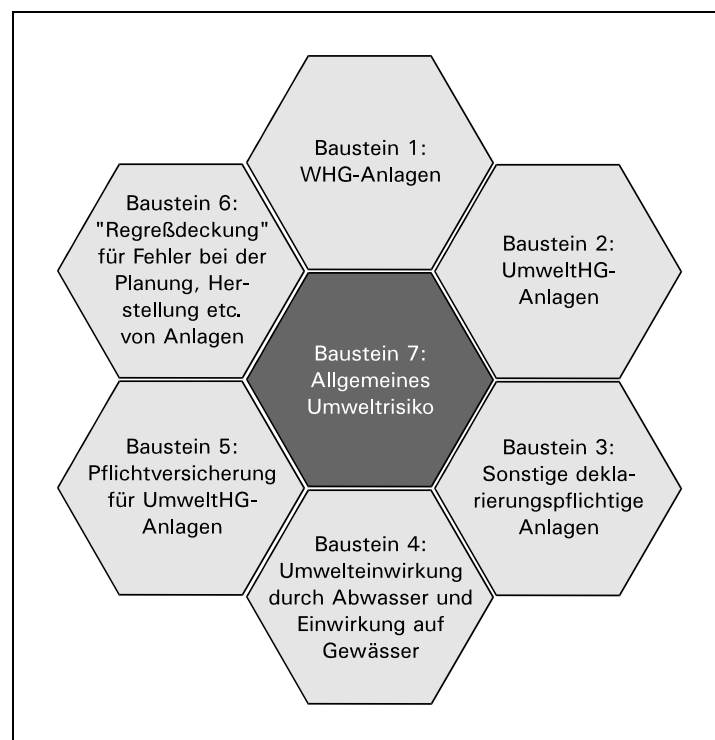 Baustein 1:
WHG-Anlagen
Baustein 2:
UmweltHG-
Anlagen
Baustein 3:
Sonstige dekla-
rierungspflichtige
Anlagen
Baustein 4:
Umwelteinwirkung
durch Abwasser und
Einwirkung auf
Gewässer
Baustein 5:
Pflichtversicherung
für UmweltHG-
Anlagen
Baustein 6:
"Regreßdeckung"
für Fehler bei der
Planung, Her-
stellung etc.
von Anlagen
Baustein 7:
Allgemeines
Umweltrisiko